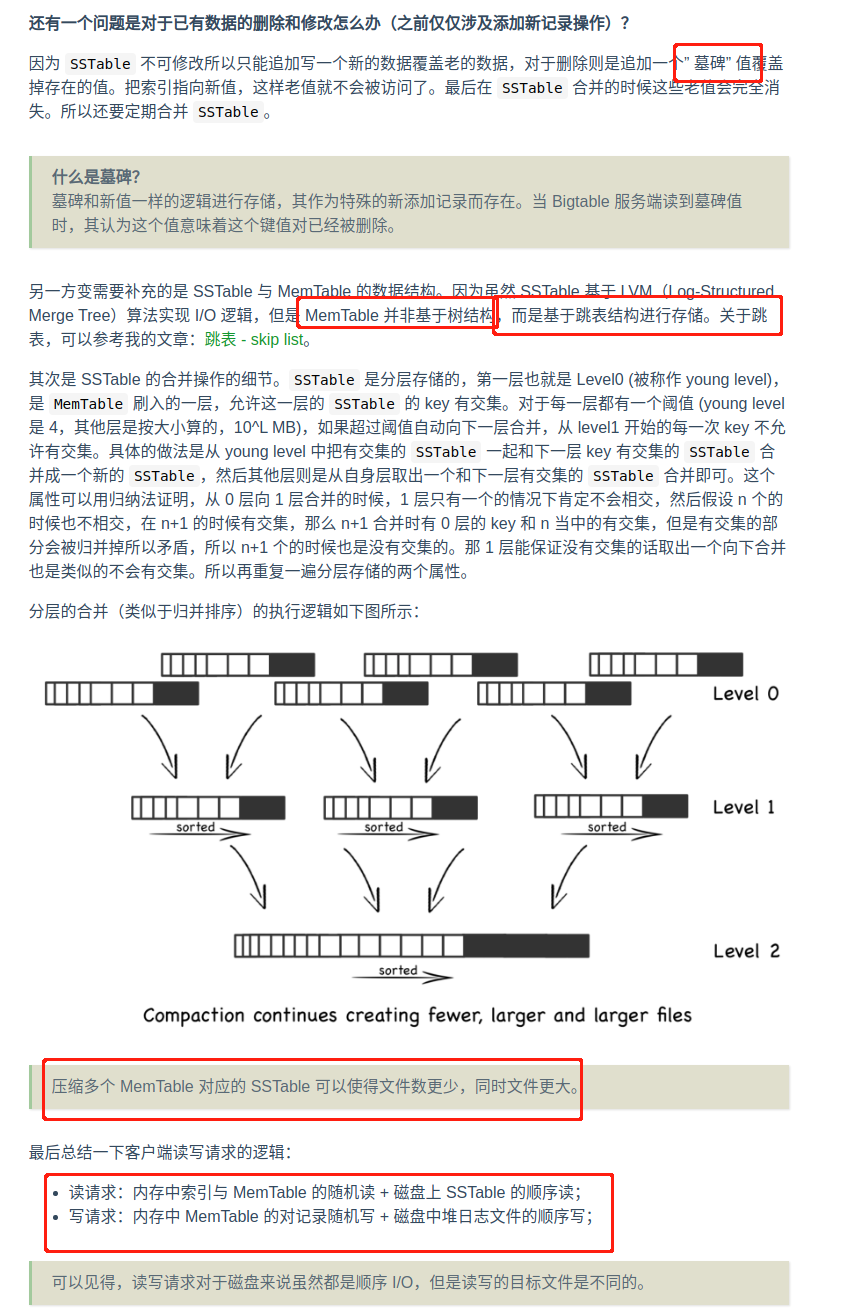 还有一个问题是对于已有数据的删除和修改怎么办（之前仅仅涉及添加新记录操作）？
因为 SSTable 不可修改所以只能追加写一个新的数据覆盖老的数据，对于删除则是追加一个” 墓碑” 值覆盖
掉存在的值。把索引指向新值，这样老值就不会被访问了。最后在 SSTable 合并的时候这些老值会完全消
失。所以还要定期合并 SSTable 。
什么是墓碑？
墓碑和新值一样的逻辑进行存储，其作为特殊的新添加记录而存在。当 Bigtable 服务端读到墓碑值
时，其认为这个值意味着这个键值对已经被删除。
另一方变需要补充的是 SSTable 与 MemTable 的数据结构。因为虽然 SSTable 基于 LVM（Log-Structured
Merge Tree）算法实现 I/O 逻辑，但是 MemTable 并非基于树结构，而是基于跳表结构进行存储。关于跳
表，可以参考我的文章：跳表 - skip list。
其次是 SSTable 的合并操作的细节。SSTable 是分层存储的，第一层也就是 Level0 (被称作 young level)，
是 MemTable 刷入的一层，允许这一层的 SSTable 的 key 有交集。对于每一层都有一个阈值 (young level
是 4，其他层是按大小算的，10^L MB)，如果超过阈值自动向下一层合并，从 level1 开始的每一次 key 不允
许有交集。具体的做法是从 young level 中把有交集的 SSTable 一起和下一层 key 有交集的 SSTable 合
并成一个新的 SSTable ，然后其他层则是从自身层取出一个和下一层有交集的 SSTable 合并即可。这个
属性可以用归纳法证明，从 0 层向 1 层合并的时候，1 层只有一个的情况下肯定不会相交，然后假设 n 个的
时候也不相交，在 n+1 的时候有交集，那么 n+1 合并时有 0 层的 key 和 n 当中的有交集，但是有交集的部
分会被归并掉所以矛盾，所以 n+1 个的时候也是没有交集的。那 1 层能保证没有交集的话取出一个向下合并
也是类似的不会有交集。所以再重复一遍分层存储的两个属性。
分层的合并（类似于归并排序）的执行逻辑如下图所示：
Level 0
Level 1
sorted
sorted
sorted
Level 2
sorted
Compaction continues creating fewer, larger and larger files
压缩多个 MemTable 对应的 SSTable 可以使得文件数更少，同时文件更大。
最后总结一下客户端读写请求的逻辑：
• 读请求：内存中索引与 MemTable 的随机读 + 磁盘上 SSTable 的顺序读；
• 写请求：内存中 MemTable 的对记录随机写 + 磁盘中堆日志文件的顺序写；
可以见得，读写请求对于磁盘来说虽然都是顺序 I/O，但是读写的目标文件是不同的。